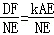 DF/NE = kAE/NE